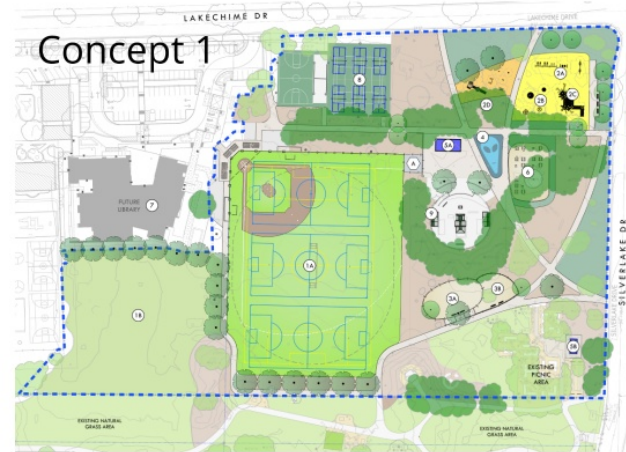 LAKECHIME DR
LAKECHIME DRIVE
Concept 1
8
2A
2B
2C
2D
5A
4
A
6
FUTURE
LIBRARY
7
9
1A
3A
3B
1B
SILVERLAKE DR
5B
EXISTING
PICNIC
AREA
EXISTING NATURAL
GRASS AREA
EXISTING NATURAL
GRASS AREA